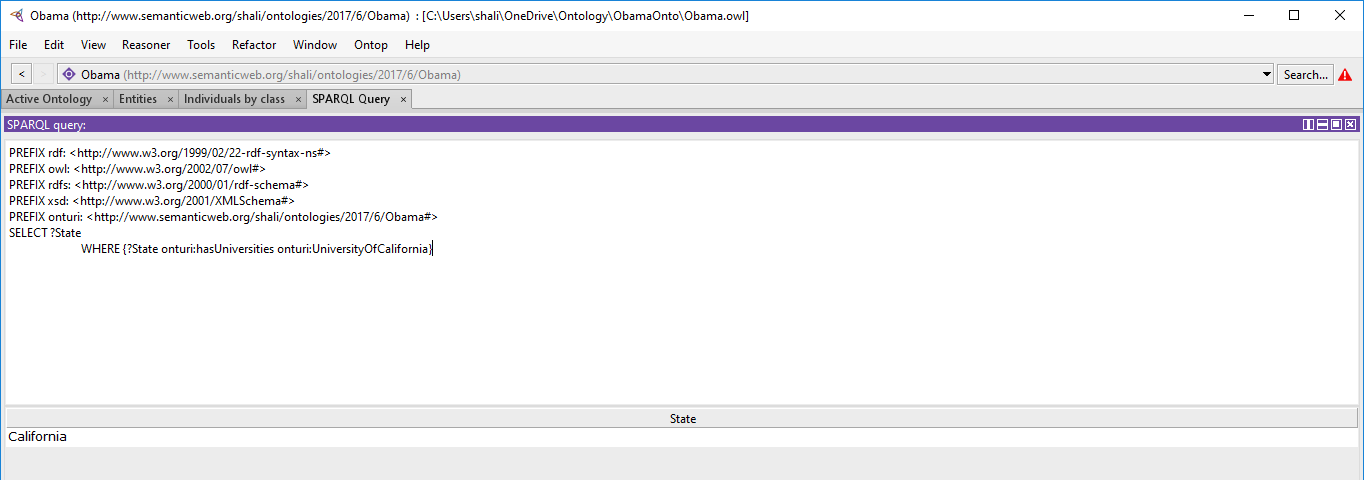 Obama (http://www.semanticweb.org/shali/ontologies/2017/6/Obama) : [C:\Users\shali\OneDrive\Ontology\ObamaOnto\Obama.owl]
File Edit View Reasoner Tools Refactor Window Ontop Help
< > Obama (http://www.semanticweb.org/shali/ontologies/2017/6/Obama) Search...
Active Ontology × Entities × Individuals by class × SPARQL Query ×
SPARQL query:
PREFIX rdf: <http://www.w3.org/1999/02/22-rdf-syntax-ns#>
PREFIX owl: <http://www.w3.org/2002/07/owl#>
PREFIX rdfs: <http://www.w3.org/2000/01/rdf-schema#>
PREFIX xsd: <http://www.w3.org/2001/XMLSchema#>
PREFIX onturi: <http://www.semanticweb.org/shali/ontologies/2017/6/Obama#>
SELECT ?State
WHERE {?State onturi:hasUniversities onturi:UniversityOfCalifornia}
State
California